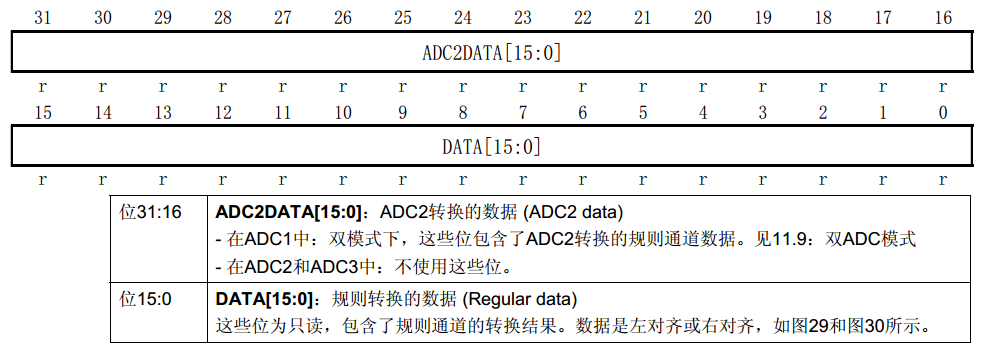 31 30 29 28 27 26 25 24 23 22 21 20 19 18 17 16
ADC2DATA[15:0]
r r r r r r r r r r r r r r r r
15 14 13 12 11 10 9 8 7 6 5 4 3 2 1 0
DATA[15:0]
r r r r r r r r r r r r r r r r
位31:16 ADC2DATA[15:0]：ADC2转换的数据 (ADC2 data)
- 在ADC1中：双模式下，这些位包含了ADC2转换的规则通道数据。见11.9：双ADC模式
- 在ADC2和ADC3中：不使用这些位。
位15:0 DATA[15:0]：规则转换的数据 (Regular data)
这些位为只读，包含了规则通道的转换结果。数据是左对齐或右对齐，如图29和图30所示。